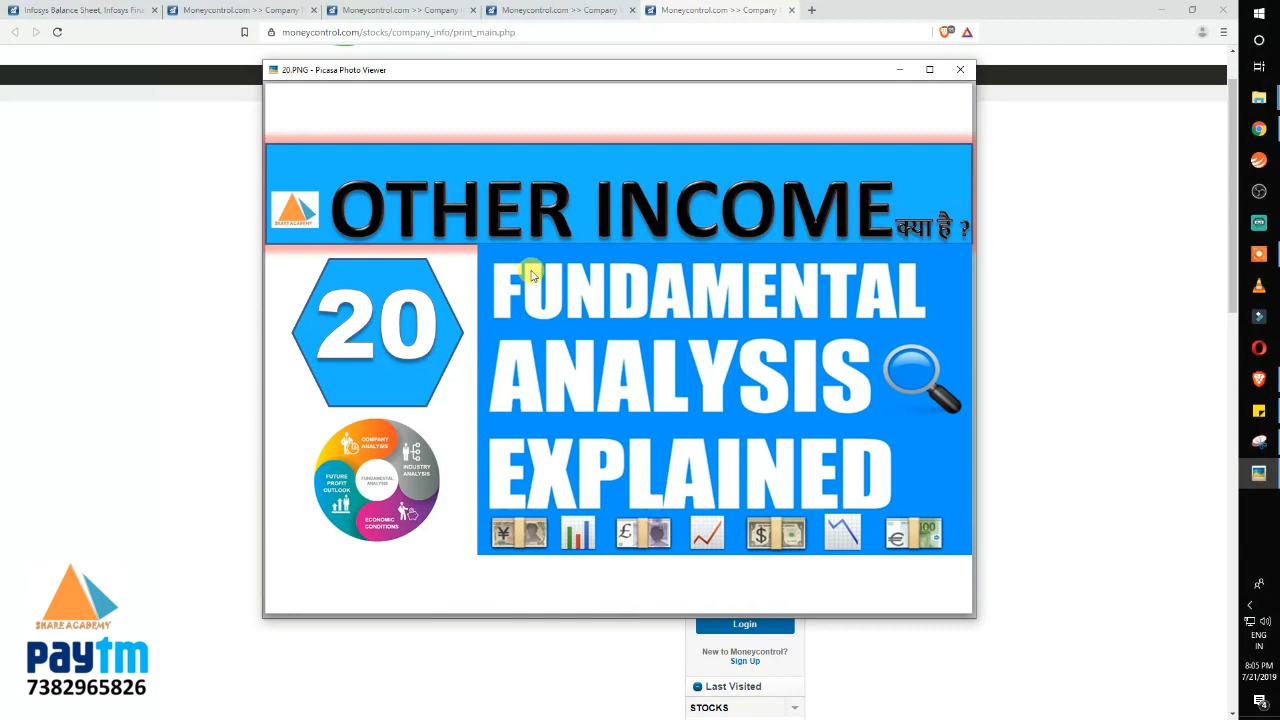 Infosys Balance Sheet, Infosys Fina
Moneycontrol.com >> Company I
Moneycontrol.com >> Company I
Moneycontrol.com >> Company I
Moneycontrol.com >> Company I
moneycontrol.com/stocks/company_info/print_main.php
20.PNG - Picasa Photo Viewer
SHARE ACADEMY
OTHER INCOME क्या है ?
20
FUNDAMENTAL
ANALYSIS
EXPLAINED
COMPANY
ANALYSIS
INDUSTRY
ANALYSIS
FUTURE
PROFIT
OUTLOOK
FUNDAMENTAL
ANALYSIS
ECONOMIC
CONDITIONS
SHARE ACADEMY
paytm
7382965826
Login
New to Moneycontrol?
Sign Up
Last Visited
STOCKS
ENG
IN
8:05 PM
7/21/2019
4